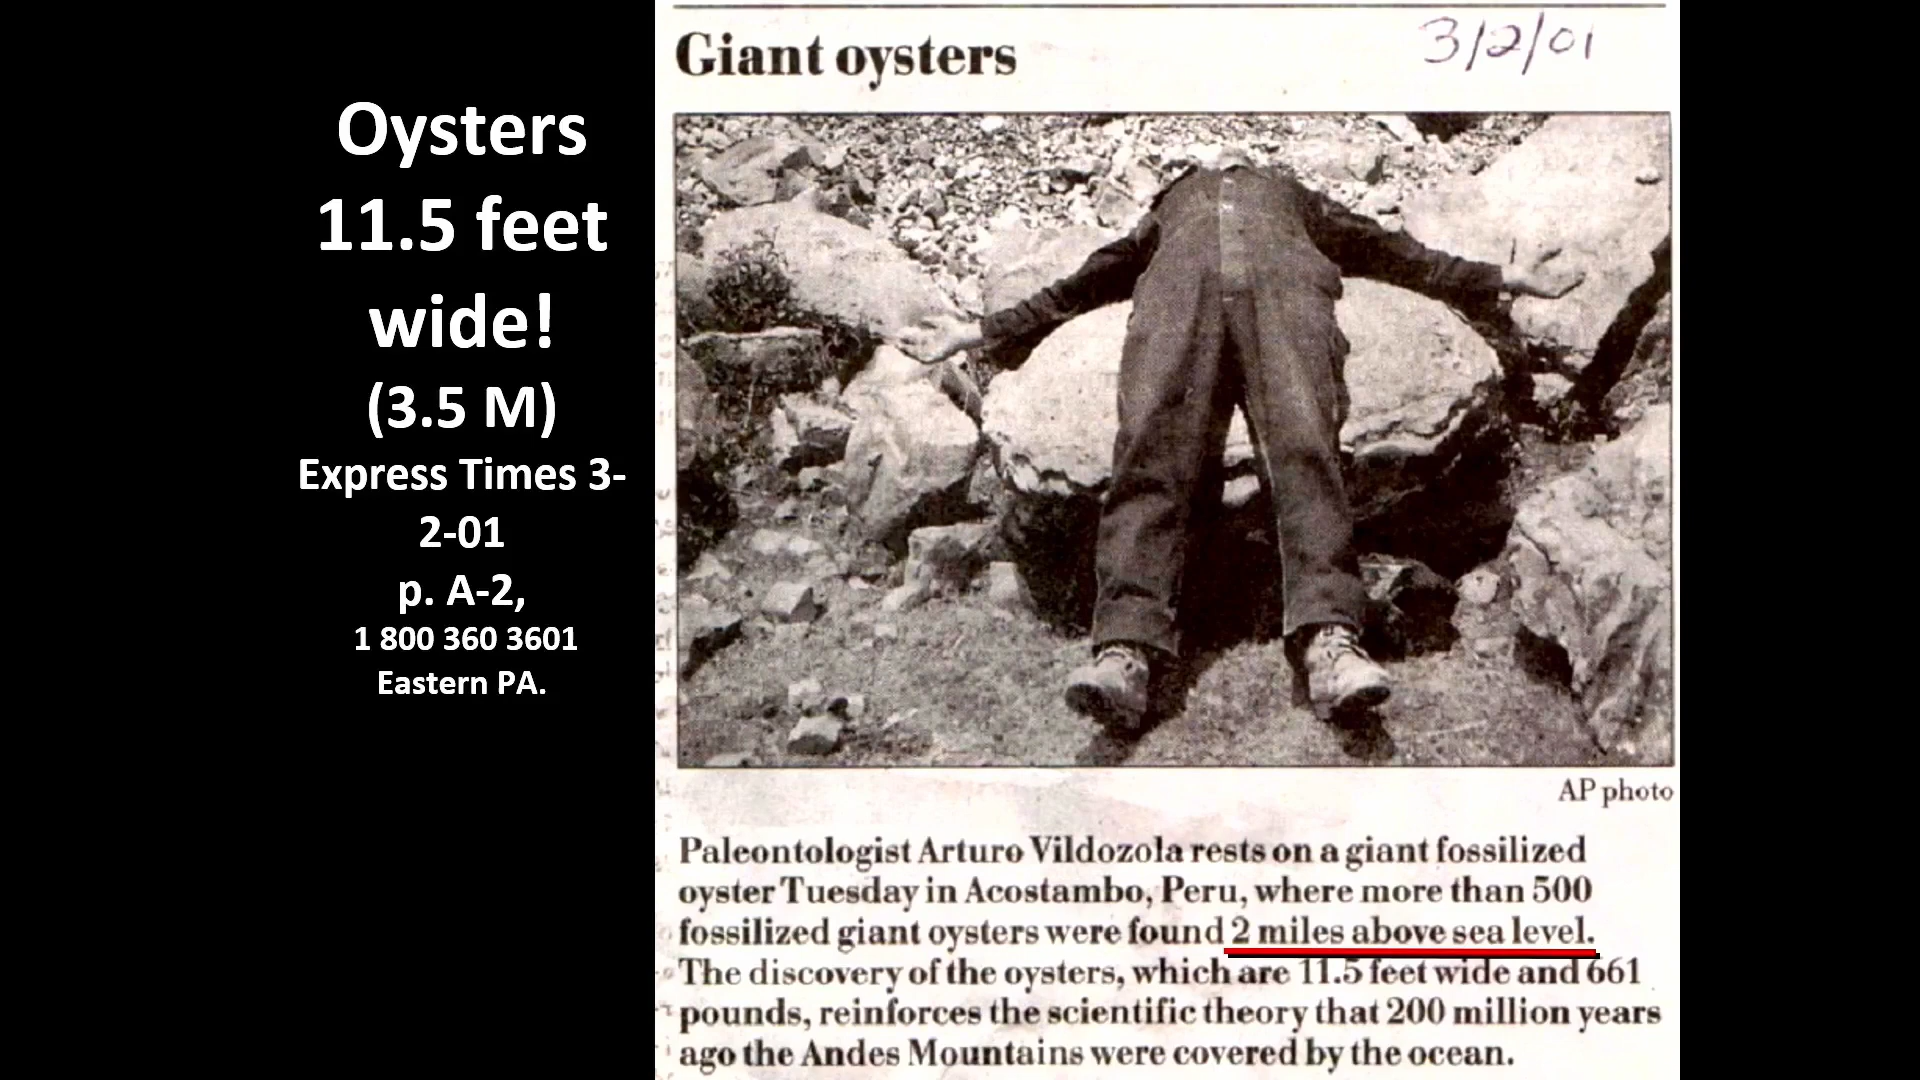 Oysters
11.5 feet
wide!
(3.5 M)
Express Times 3-
2-01
p. A-2,
1 800 360 3601
Eastern PA.
Giant oysters
3/2/01
AP photo
Paleontologist Arturo Vildozola rests on a giant fossilized
oyster Tuesday in Acostambo, Peru, where more than 500
fossilized giant oysters were found 2 miles above sea level.
The discovery of the oysters, which are 11.5 feet wide and 661
pounds, reinforces the scientific theory that 200 million years
ago the Andes Mountains were covered by the ocean.